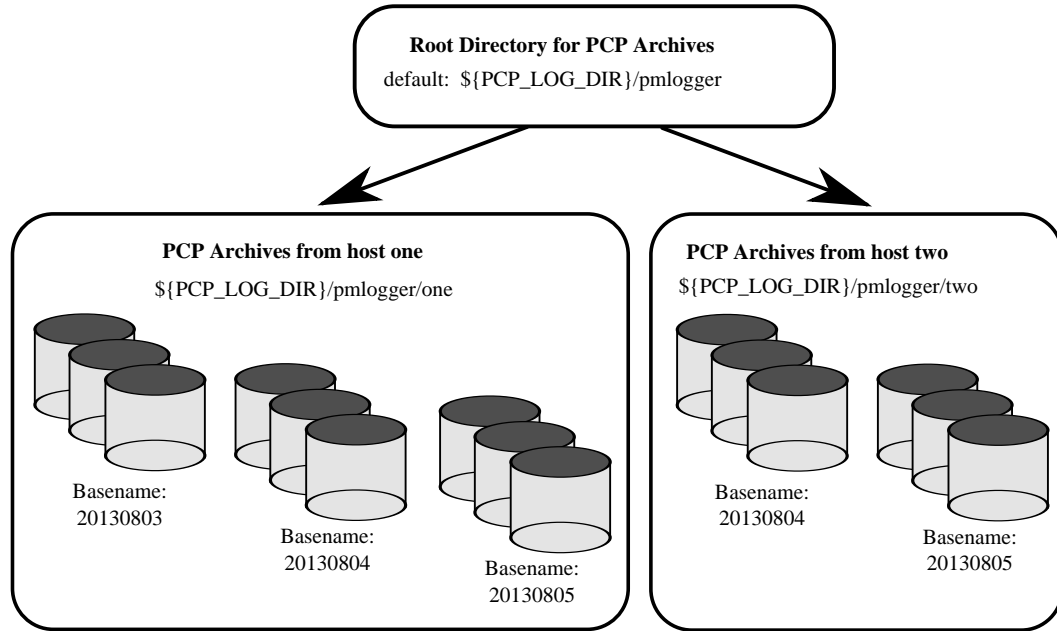 Root Directory for PCP Archives
default: ${PCP_LOG_DIR}/pmlogger
PCP Archives from host one
${PCP_LOG_DIR}/pmlogger/one
Basename:
20130803
Basename:
20130804
Basename:
20130805
PCP Archives from host two
${PCP_LOG_DIR}/pmlogger/two
Basename:
20130804
Basename:
20130805